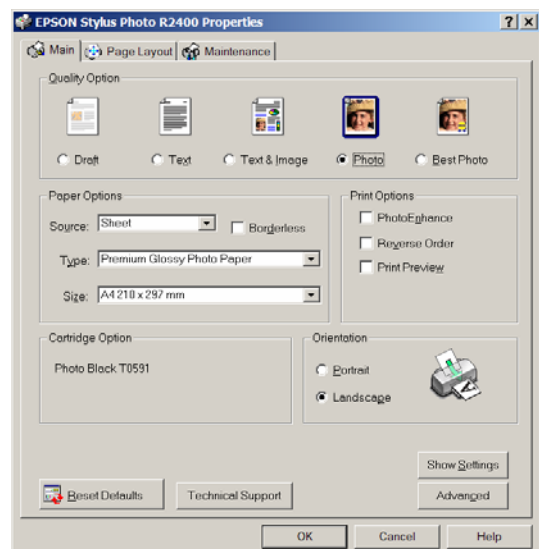 EPSON Stylus Photo R2400 Properties
? X
Main Page Layout Maintenance
Quality Option
Draft Text Text & Image Photo Best Photo
Paper Options
Source: Sheet Borderless
Type: Premium Glossy Photo Paper
Size: A4 210 x 297 mm
Print Options
PhotoEnhance
Reverse Order
Print Preview
Cartridge Option
Photo Black T0591
Orientation
Portrait
Landscape
Show Settings
Reset Defaults Technical Support Advanced
OK Cancel Help